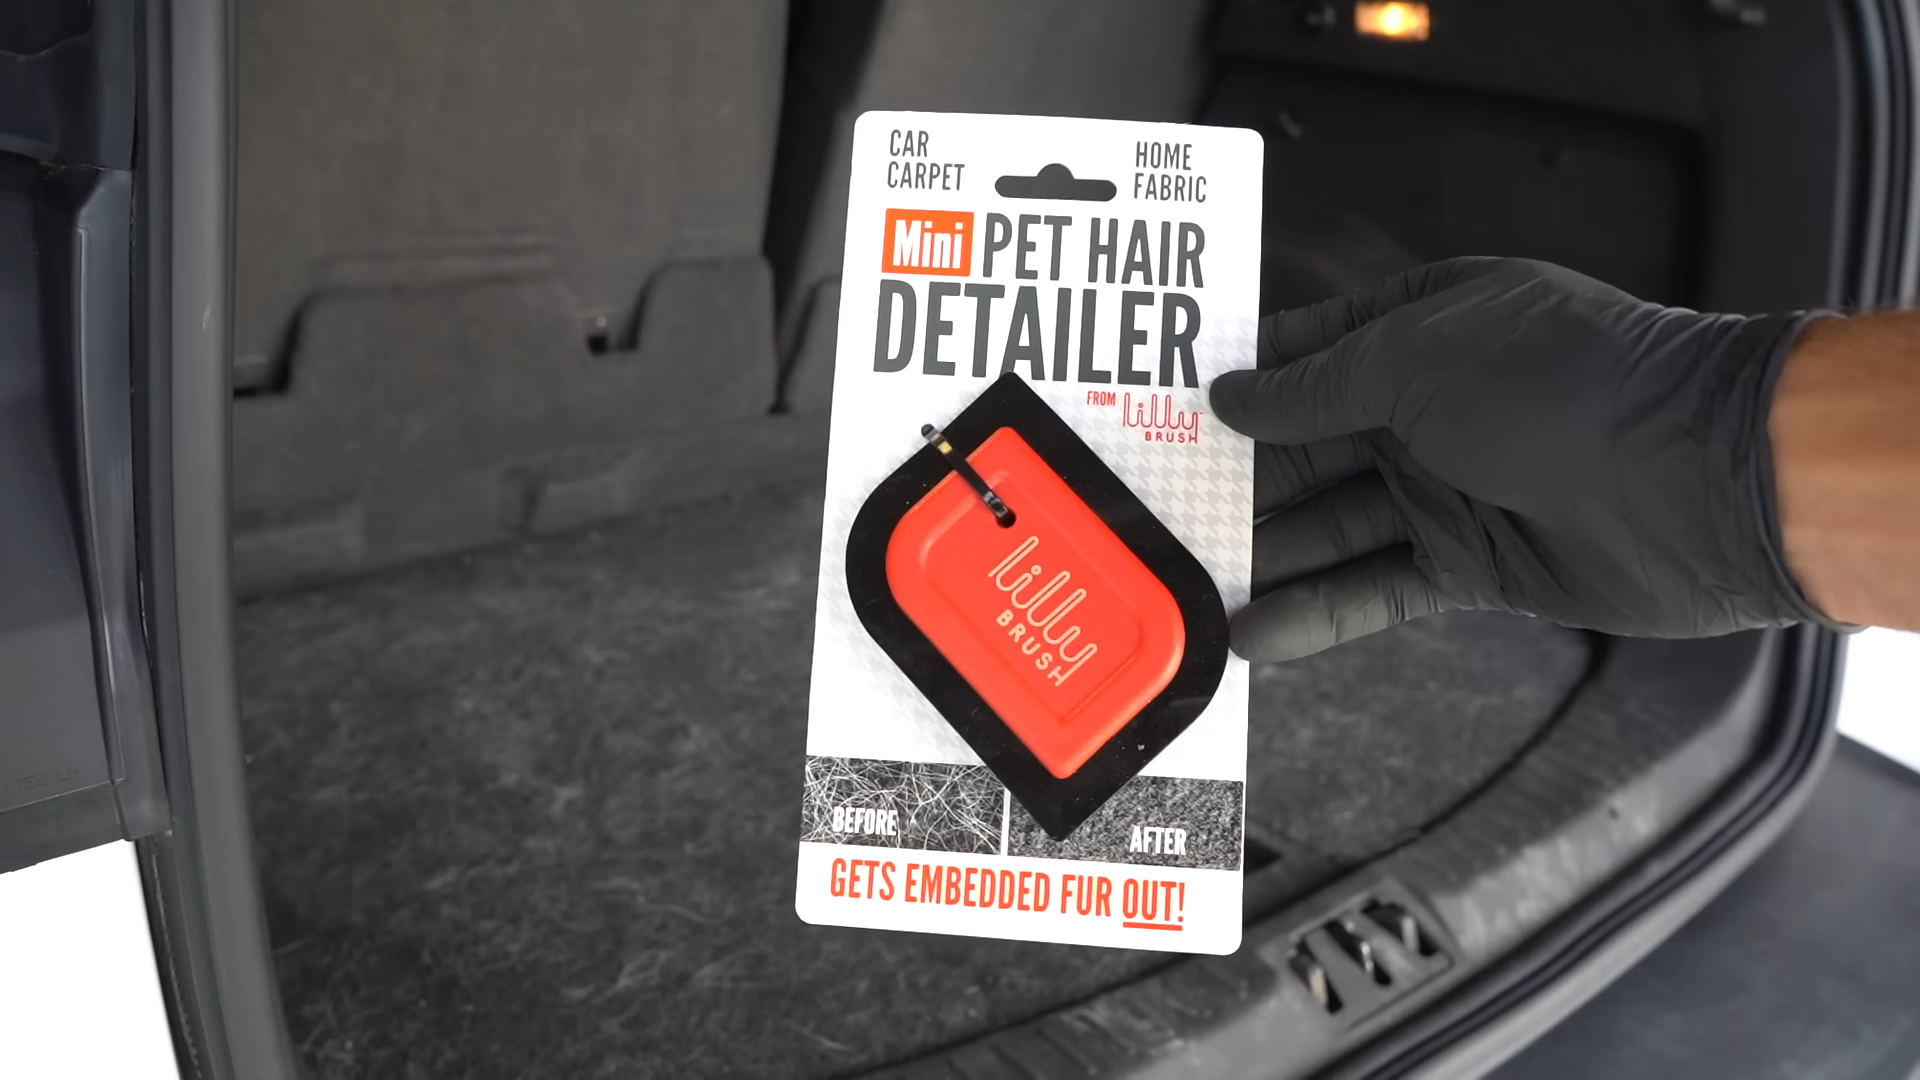 CAR
CARPET
HOME
FABRIC
Mini PET HAIR
DETAILER
FROM lilly
BRUSH
lilly
BRUSH
BEFORE
AFTER
GETS EMBEDDED FUR OUT!